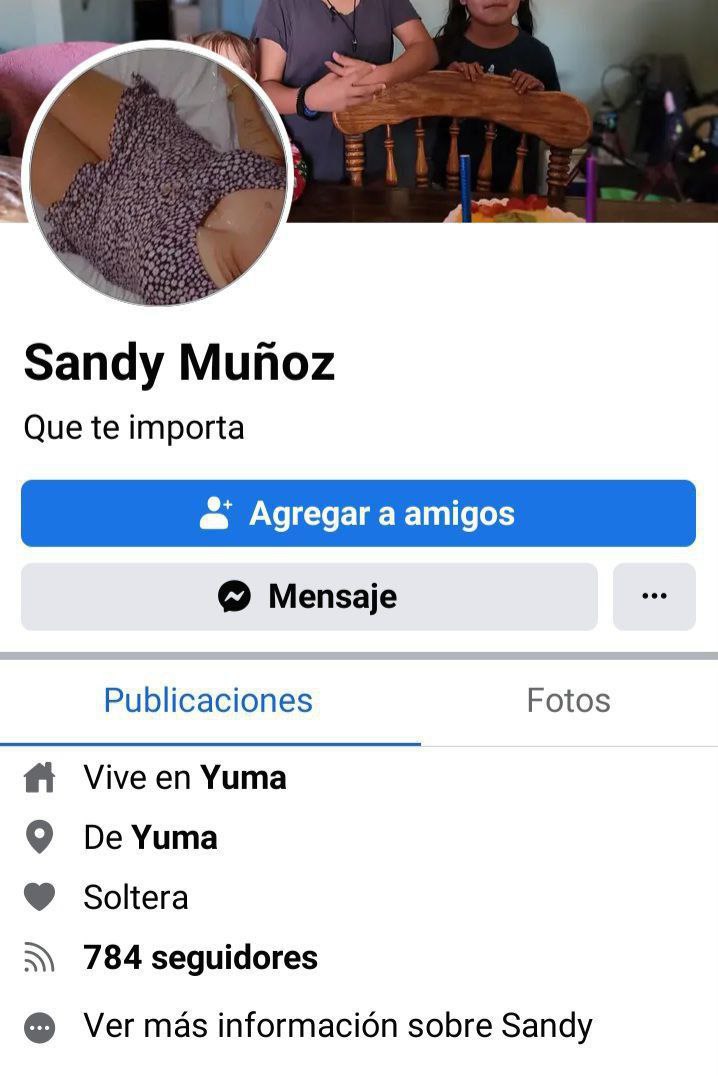 Sandy Muñoz
Que te importa
Agregar a amigos
Mensaje
Publicaciones
Fotos
Vive en Yuma
De Yuma
Soltera
784 seguidores
Ver más información sobre Sandy